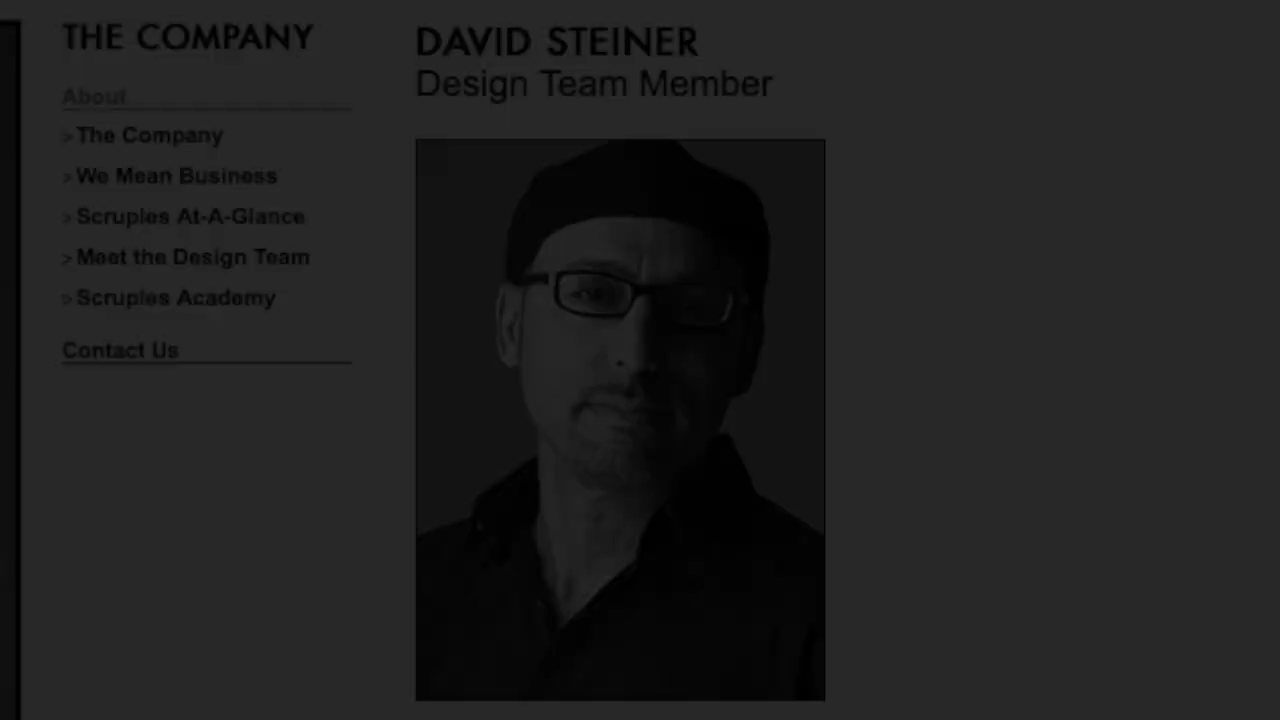 THE COMPANY
About
> The Company
> We Mean Business
> Scruples At-A-Glance
> Meet the Design Team
> Scruples Academy
Contact Us
DAVID STEINER
Design Team Member